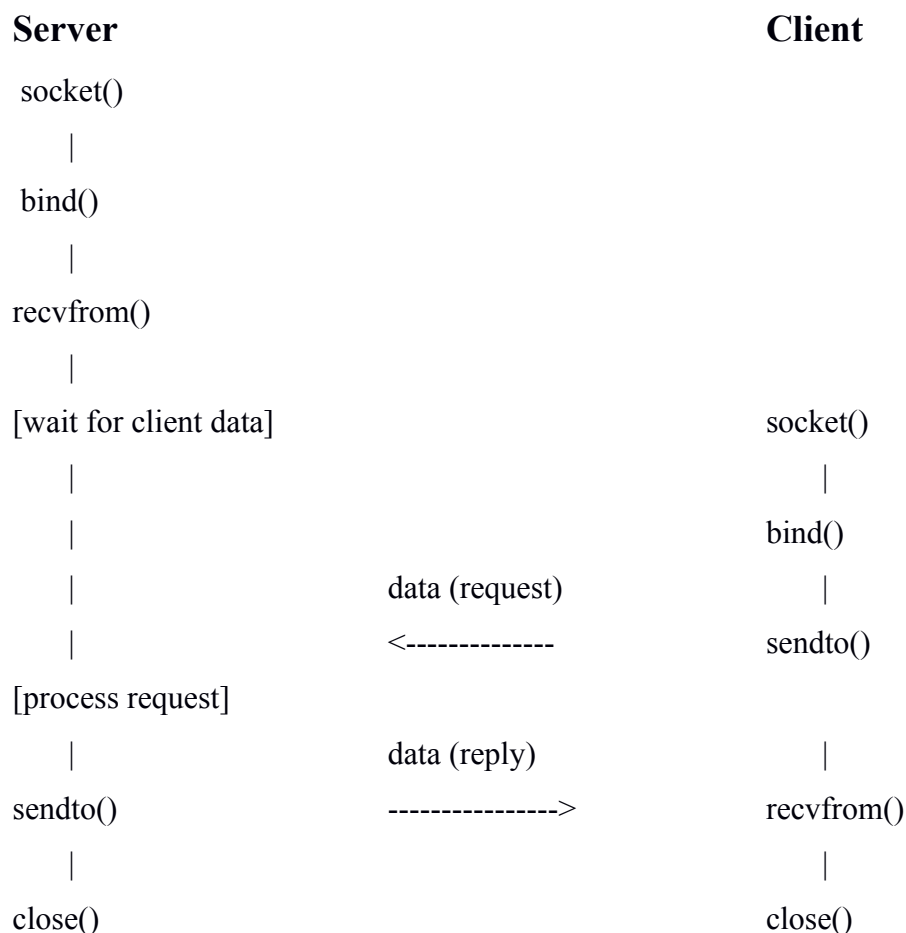 Server Client
socket()
|
bind()
|
recvfrom()
|
[wait for client data] socket()
| |
| bind()
| data (request) |
| <-------------- sendto()
[process request]
| data (reply) |
sendto() ----------------> recvfrom()
| |
close() close()